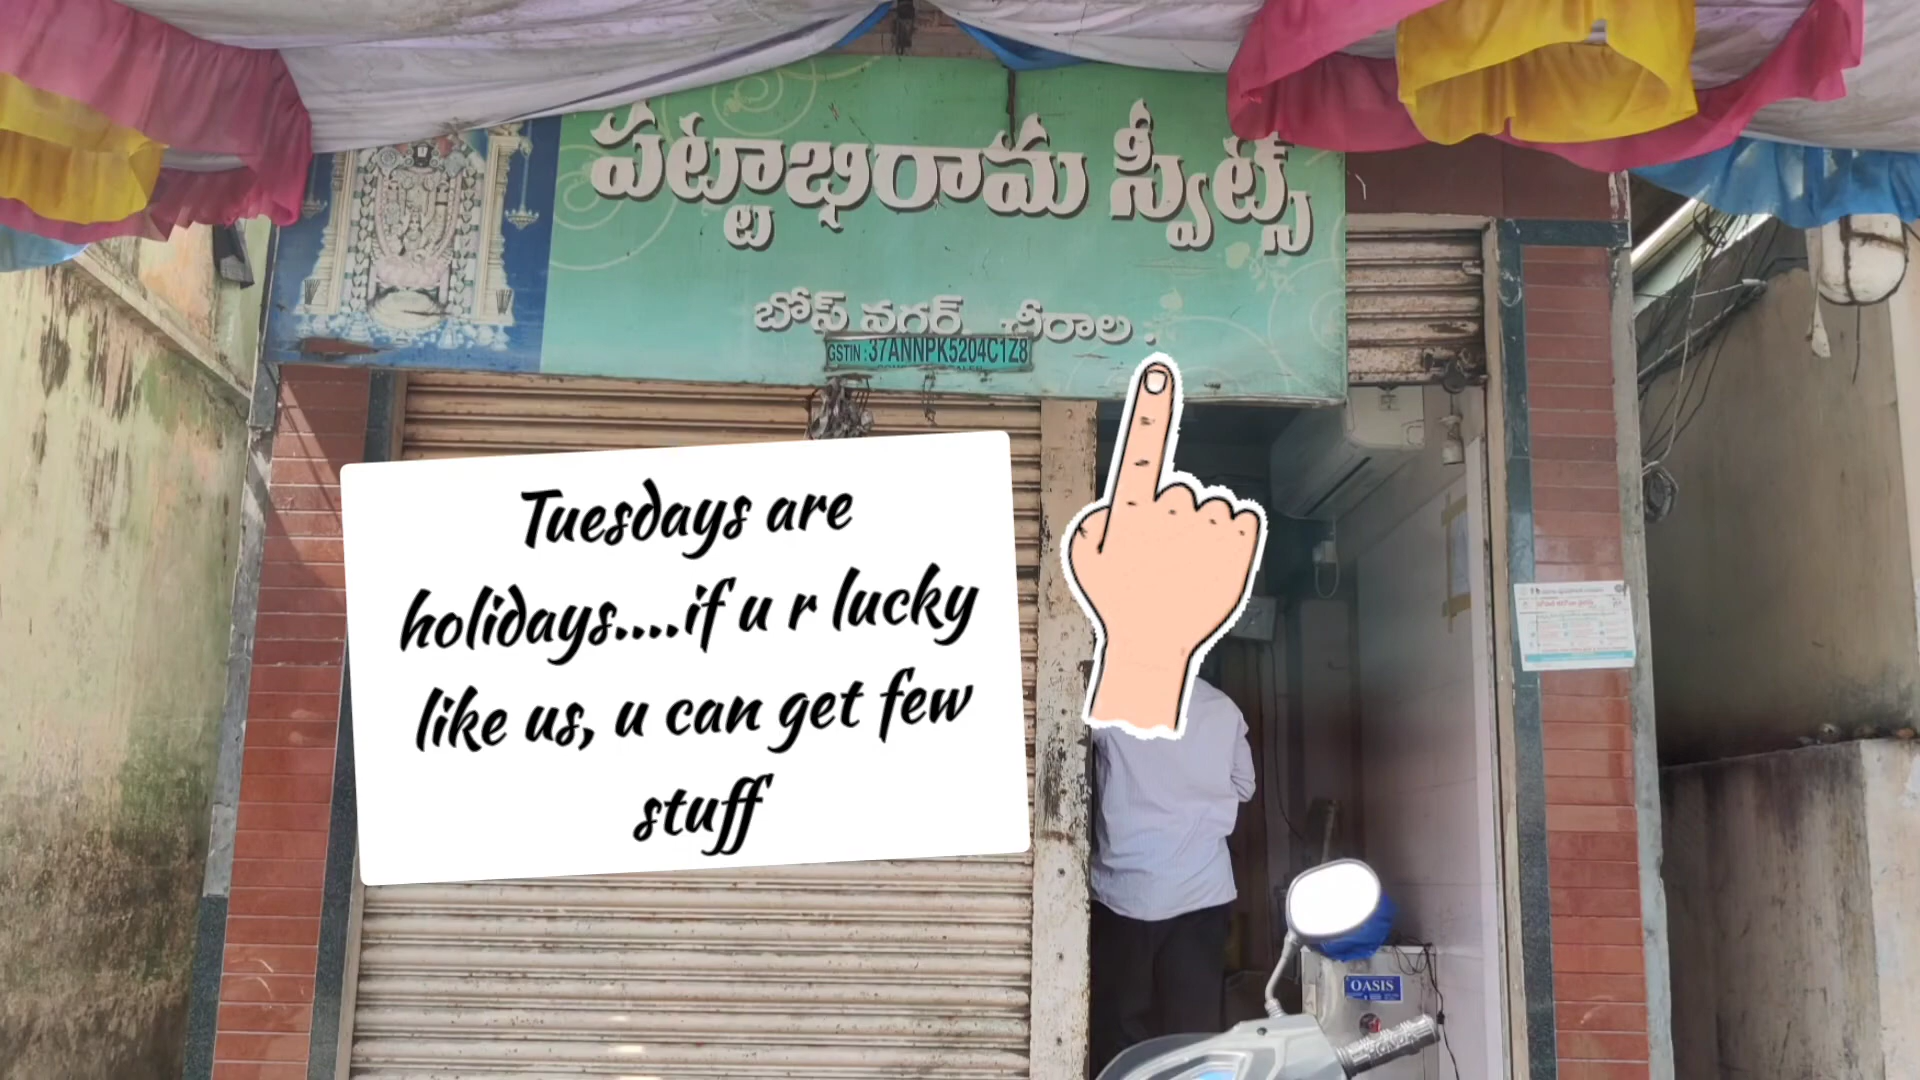 పట్టాభిరామ స్వీట్స్
బోస్ నగర్, చీరాల.
GSTIN : 37ANNPK5204C1Z8
Tuesdays are
holidays....if u r lucky
like us, u can get few
stuff
OASIS